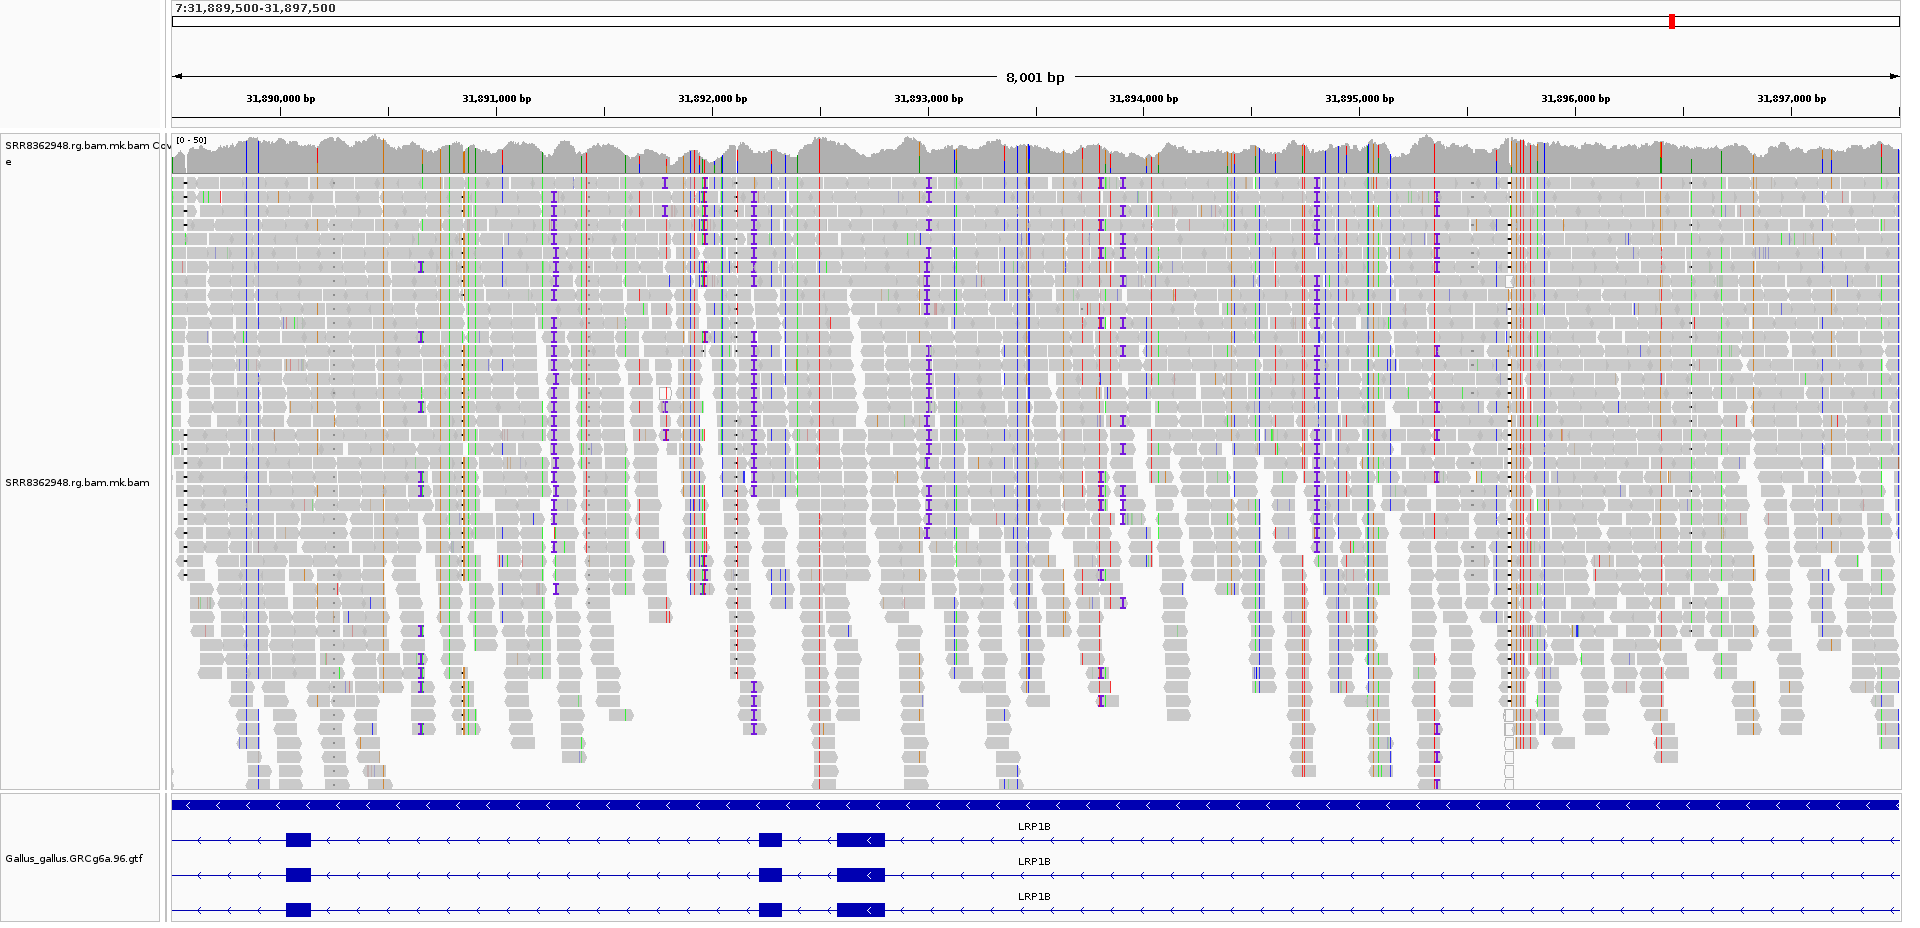 7:31,889,500-31,897,500
8,001 bp
31,890,000 bp 31,891,000 bp 31,892,000 bp 31,893,000 bp 31,894,000 bp 31,895,000 bp 31,896,000 bp 31,897,000 bp
[0 - 50]
SRR8362948.rg.bam.mk.bam Cov
e
SRR8362948.rg.bam.mk.bam
LRP1B
Gallus_gallus.GRCg6a.96.gtf
LRP1B
LRP1B